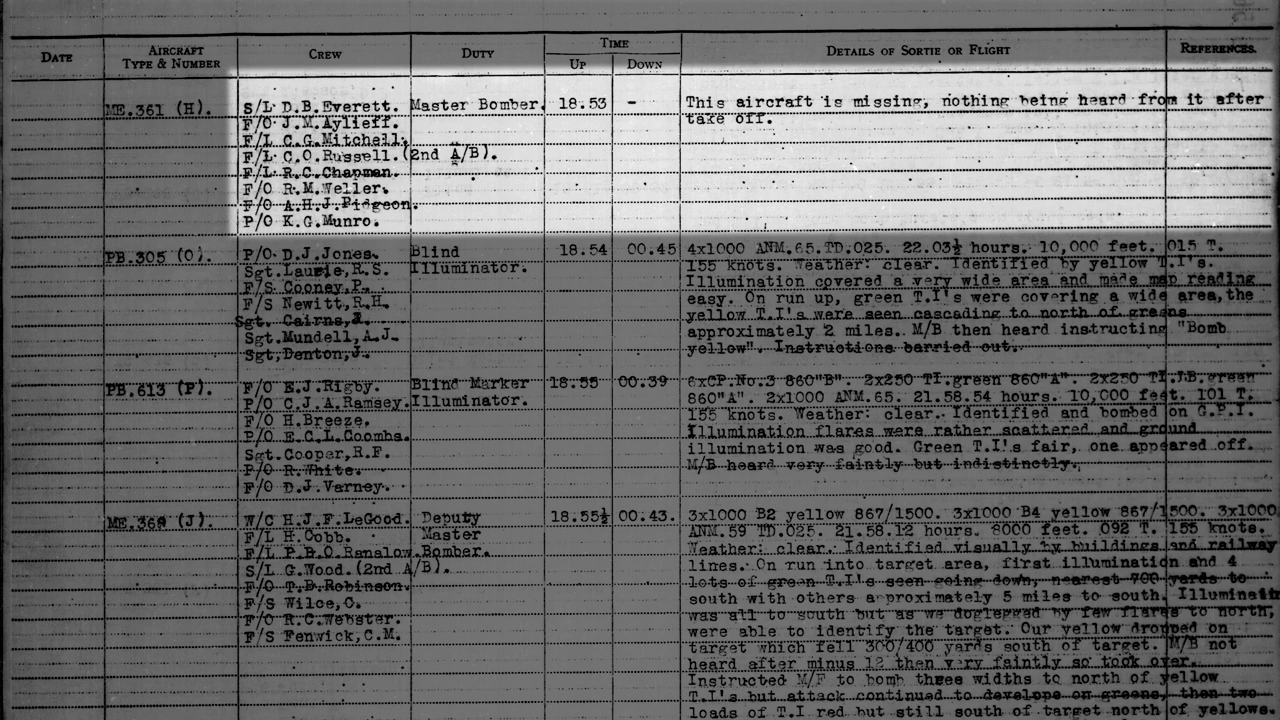 DATE AIRCRAFT TYPE & NUMBER CREW DUTY TIME UP DOWN DETAILS OF SORTIE OR FLIGHT REFERENCES.
ME.361 (H). S/L D.B.Everett. Master Bomber. 18.53 - This aircraft is missing, nothing being heard from it after
F/O J.M.Aylieff. take off.
F/L C.G.Mitchell.
F/L C.O.Russell.(2nd A/B).
F/L R.C.Chapman.
F/O R.M.Weller.
F/O A.H.J.Pidgeon.
P/O K.G.Munro.
PB.305 (O). P/O D.J.Jones. Blind 18.54 00.45 4x1000 ANM.65.TD.025. 22.03½ hours. 10,000 feet. 015 T.
Sgt.Laurie,R.S. Illuminator. 155 knots. Weather: clear. Identified by yellow T.I's.
F/S Cooney,P. Illumination covered a very wide area and made map reading
F/S Newitt,R.H. easy. On run up, green T.I's were covering a wide area,the
Sgt. Cairns, yellow T.I's were seen cascading to north of greens
Sgt.Mundell,A.J. approximately 2 miles. M/B then heard instructing "Bomb
Sgt,Denton,J. yellow". Instructions barried out.
PB.613 (P). F/O E.J.Rigby. Blind Marker 18.55 00.39 6xCP.No.3 860"B". 2x250 TI.green 860"A". 2x250 TI.LB.green
P/O C.J.A.Ramsey. Illuminator. 860"A". 2x1000 ANM.65. 21.58.54 hours. 10,000 feet. 101 T.
F/O H.Breeze. 155 knots. Weather: clear. Identified and bombed on G.P.I.
P/O E.C.L.Coombs. Illumination flares were rather scattered and ground
Sgt.Cooper,R.F. illumination was good. Green T.I's fair, one appeared off.
P/O R.White. M/B heard very faintly but indistinctly.
F/O D.J.Varney.
(J). W/C H.J.F.LeGood. Deputy 18.55½ 00.43. 3x1000 B2 yellow 867/1500. 3x1000 B4 yellow 867/1500. 3x1000
F/L H.Cobb. Master ANM.59 TD.025. 21.58.12 hours. 8000 feet. 092 T. 155 knots.
F/L P.B.O.Ranalow. Bomber. Weather: clear. Identified visually by buildings and railway
S/L G.Wood.(2nd A/B). lines. On run into target area, first illumination and 4
F/O T.B.Robinson. lots of green T.I's seen going down, nearest 700 yards to
F/S Wilce,O. south with others a proximately 5 miles to south. Illuminati
F/O R.C.Webster. was all to south but as we doglegged by few flares to north,
F/S Fenwick,C.M. were able to identify the target. Our yellow dropped on
target which fell 300/400 yards south of target. M/B not
heard after minus 12 then very faintly so took over.
Instructed M/F to bomb three widths to north of yellow
T.I's but attack continued to develope on greens, then two
loads of T.I red but still south of target north of yellows.